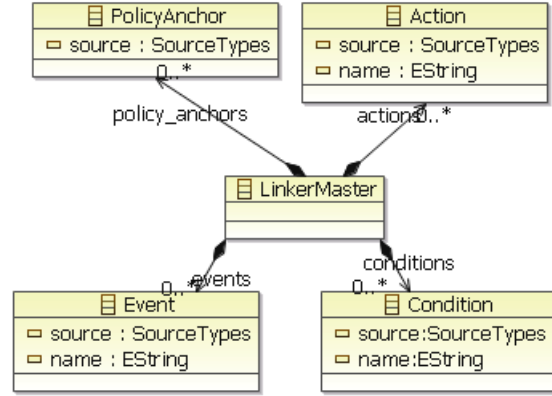 PolicyAnchor
source : SourceTypes
Action
source : SourceTypes
name : EString
0..*
policy_anchors
actions
0..*
LinkerMaster
0..*
events
conditions
0..*
Event
source : SourceTypes
name : EString
Condition
source:SourceTypes
name:EString